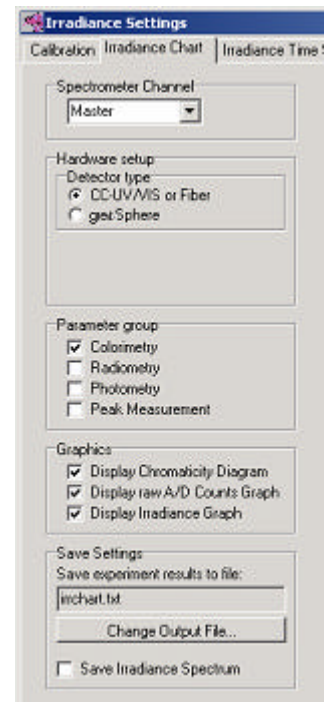 Irradiance Settings
Calibration Irradiance Chart Irradiance Time S
Spectrometer Channel
Master
Hardware setup
Detector type
CC-UV/VIS or Fiber
Sphere
Parameter group
Colorimetry
Radiometry
Photometry
Peak Measurement
Graphics
Display Chromaticity Diagram
Display raw A/D Counts Graph
Display Irradiance Graph
Save Settings
Save experiment results to file:
irrchart.txt
Change Output File...
Save Irradiance Spectrum